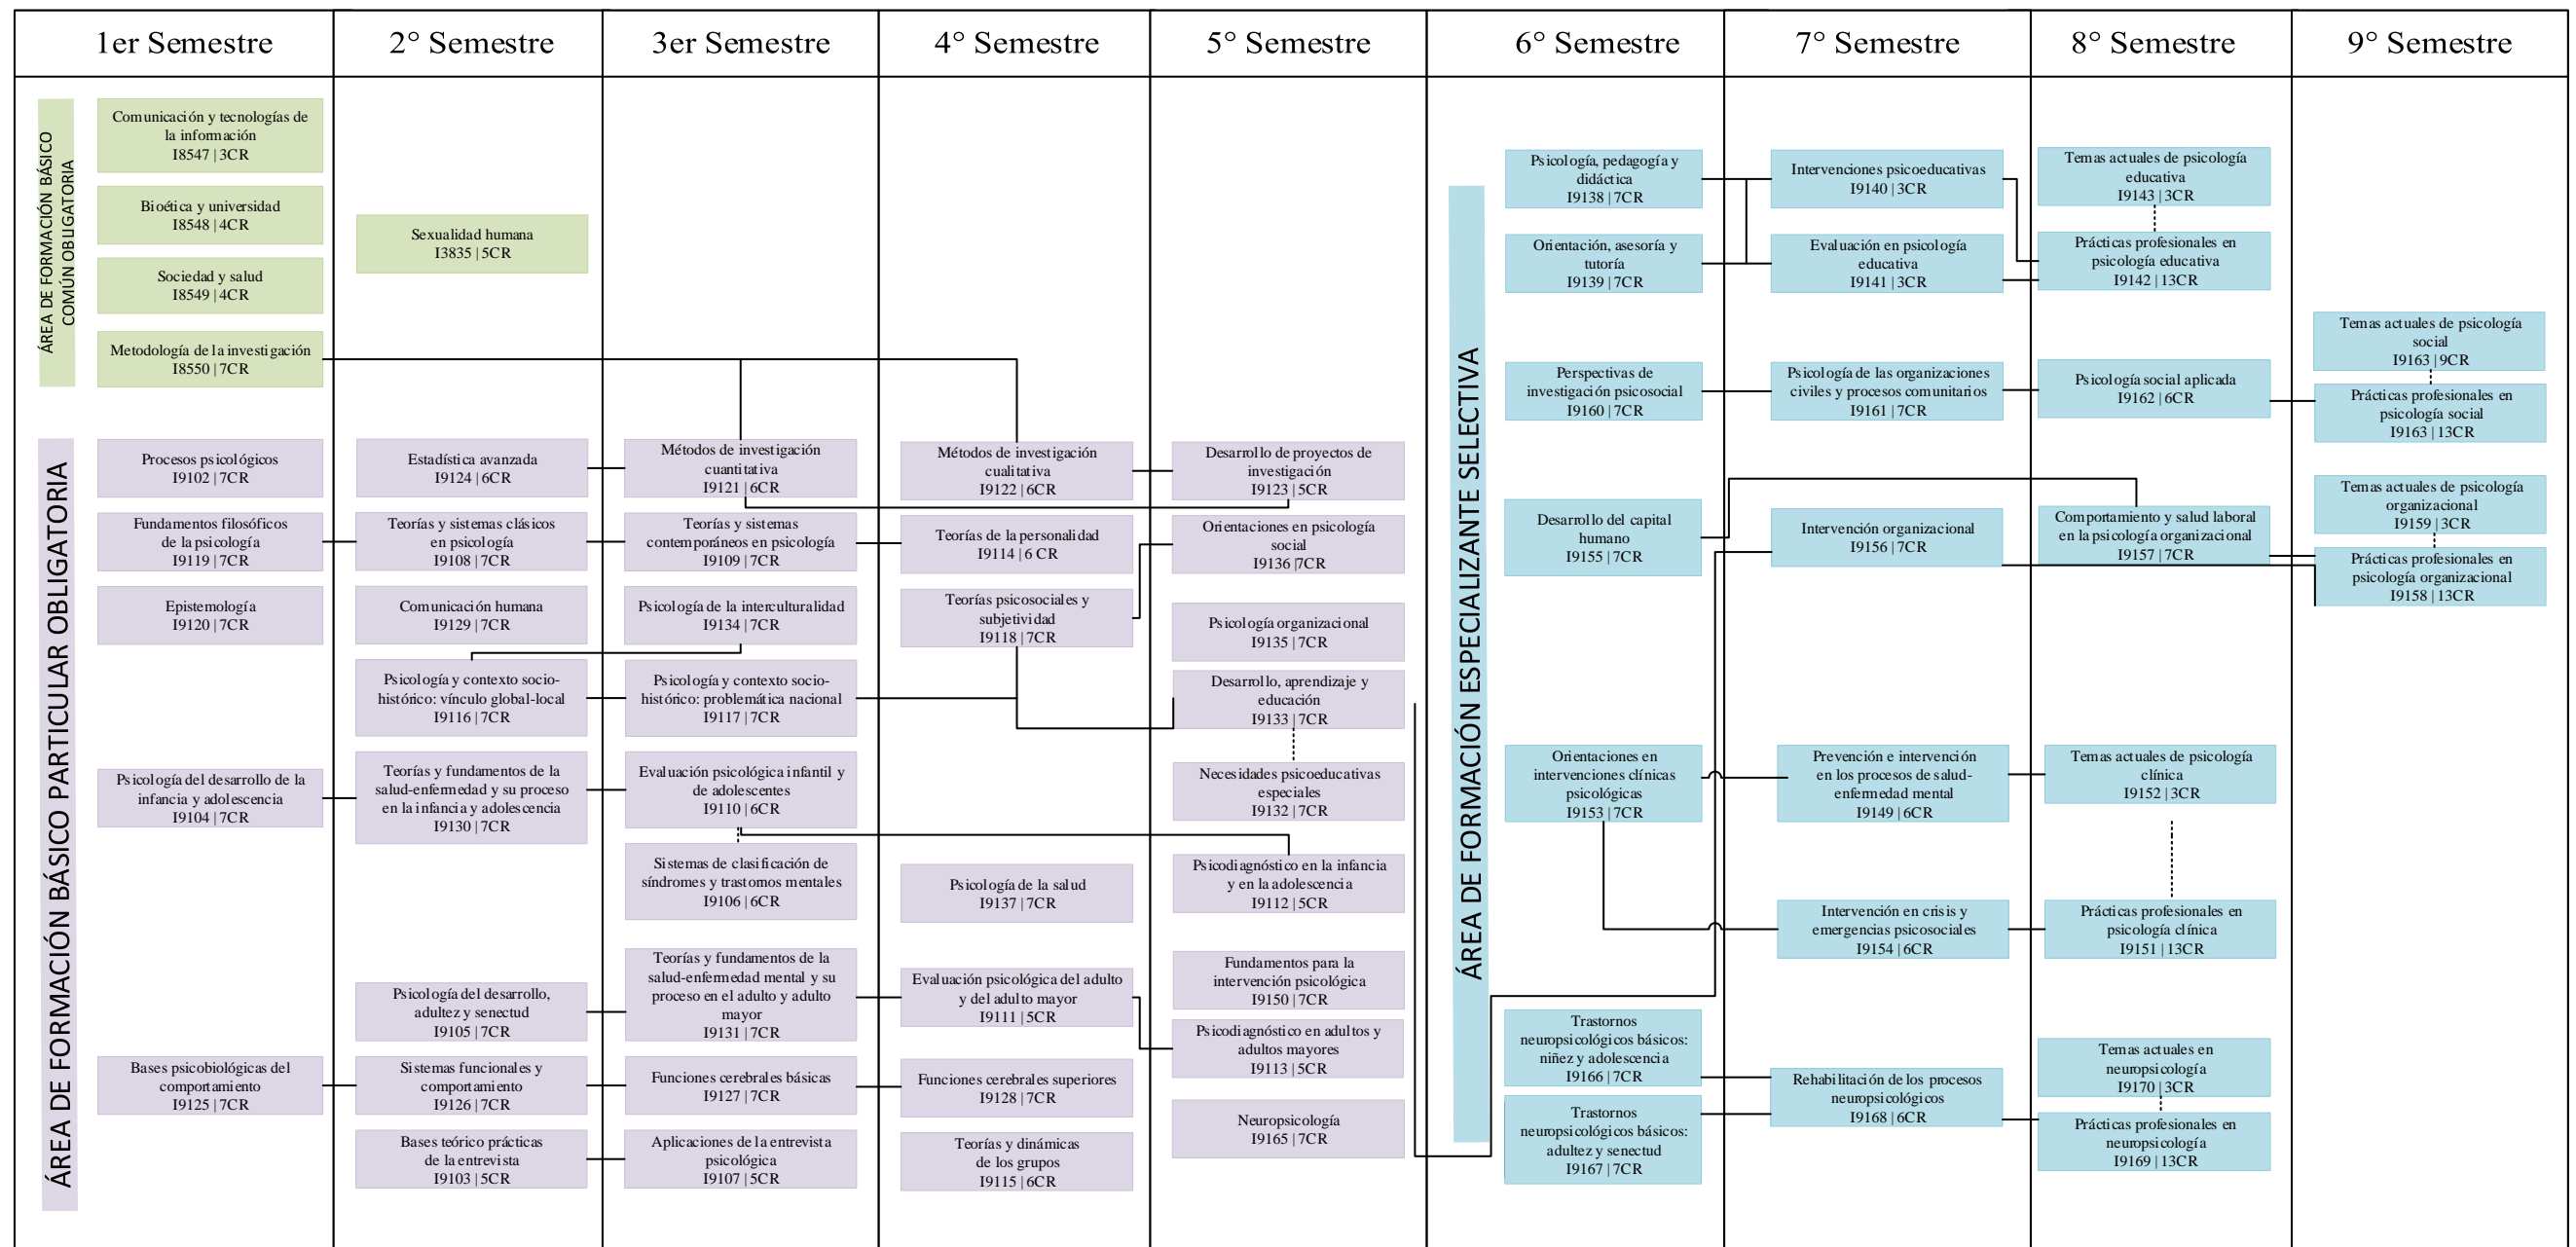 1er Semestre
2° Semestre
3er Semestre
4° Semestre
5° Semestre
6° Semestre
7° Semestre
8° Semestre
9° Semestre
ÁREA DE FORMACIÓN BÁSICO
COMÚN OBLIGATORIA
Comunicación y tecnologías de
la información
I8547 | 3CR
Bioética y universidad
I8548 | 4CR
Sociedad y salud
I8549 | 4CR
Metodología de la investigación
I8550 | 7CR
Sexualidad humana
I3835 | 5CR
ÁREA DE FORMACIÓN BÁSICO PARTICULAR OBLIGATORIA
Procesos psicológicos
I9102 | 7CR
Fundamentos filosóficos
de la psicología
I9119 | 7CR
Epistemología
I9120 | 7CR
Psicología del desarrollo de la
infancia y adolescencia
I9104 | 7CR
Bases psicobiológicas del
comportamiento
I9125 | 7CR
Estadística avanzada
I9124 | 6CR
Teorías y sistemas clásicos
en psicología
I9108 | 7CR
Comunicación humana
I9129 | 7CR
Psicología y contexto socio-
histórico: vínculo global-local
I9116 | 7CR
Teorías y fundamentos de la
salud-enfermedad y su proceso
en la infancia y adolescencia
I9130 | 7CR
Psicología del desarrollo,
adultez y senectud
I9105 | 7CR
Sistemas funcionales y
comportamiento
I9126 | 7CR
Bases teórico prácticas
de la entrevista
I9103 | 5CR
Métodos de investigación
cuantitativa
I9121 | 6CR
Teorías y sistemas
contemporáneos en psicología
I9109 | 7CR
Psicología de la interculturalidad
I9134 | 7CR
Psicología y contexto socio-
histórico: problemática nacional
I9117 | 7CR
Evaluación psicológica infantil y
de adolescentes
I9110 | 6CR
Sistemas de clasificación de
síndromes y trastornos mentales
I9106 | 6CR
Teorías y fundamentos de la
salud-enfermedad mental y su
proceso en el adulto y adulto
mayor
I9131 | 7CR
Funciones cerebrales básicas
I9127 | 7CR
Aplicaciones de la entrevista
psicológica
I9107 | 5CR
Métodos de investigación
cualitativa
I9122 | 6CR
Teorías de la personalidad
I9114 | 6 CR
Teorías psicosociales y
subjetividad
I9118 | 7CR
Psicología de la salud
I9137 | 7CR
Evaluación psicológica del adulto
y del adulto mayor
I9111 | 5CR
Funciones cerebrales superiores
I9128 | 7CR
Teorías y dinámicas
de los grupos
I9115 | 6CR
Desarrollo de proyectos de
investigación
I9123 | 5CR
Orientaciones en psicología
social
I9136 |7CR
Psicología organizacional
I9135 | 7CR
Desarrollo, aprendizaje y
educación
I9133 | 7CR
Necesidades psicoeducativas
especiales
I9132 | 7CR
Psicodiagnóstico en la infancia
y en la adolescencia
I9112 | 5CR
Fundamentos para la
intervención psicológica
I9150 | 7CR
Psicodiagnóstico en adultos y
adultos mayores
I9113 | 5CR
Neuropsicología
I9165 | 7CR
ÁREA DE FORMACIÓN ESPECIALIZANTE SELECTIVA
Psicología, pedagogía y
didáctica
I9138 | 7CR
Orientación, asesoría y
tutoría
I9139 | 7CR
Perspectivas de
investigación psicosocial
I9160 | 7CR
Desarrollo del capital
humano
I9155 | 7CR
Orientaciones en
intervenciones clínicas
psicológicas
I9153 | 7CR
Trastornos
neuropsicológicos básicos:
niñez y adolescencia
I9166 | 7CR
Trastornos
neuropsicológicos básicos:
adultez y senectud
I9167 | 7CR
Intervenciones psicoeducativas
I9140 | 3CR
Evaluación en psicología
educativa
I9141 | 3CR
Psicología de las organizaciones
civiles y procesos comunitarios
I9161 | 7CR
Intervención organizacional
I9156 | 7CR
Prevención e intervención
en los procesos de salud-
enfermedad mental
I9149 | 6CR
Intervención en crisis y
emergencias psicosociales
I9154 | 6CR
Rehabilitación de los procesos
neuropsicológicos
I9168 | 6CR
Temas actuales de psicología
educativa
I9143 | 3CR
Prácticas profesionales en
psicología educativa
I9142 | 13CR
Psicología social aplicada
I9162 | 6CR
Comportamiento y salud laboral
en la psicología organizacional
I9157 | 7CR
Temas actuales de psicología
clínica
I9152 | 3CR
Prácticas profesionales en
psicología clínica
I9151 | 13CR
Temas actuales en
neuropsicología
I9170 | 3CR
Prácticas profesionales en
neuropsicología
I9169 | 13CR
Temas actuales de psicología
social
I9163 | 9CR
Prácticas profesionales en
psicología social
I9163 | 13CR
Temas actuales de psicología
organizacional
I9159 | 3CR
Prácticas profesionales en
psicología organizacional
I9158 | 13CR